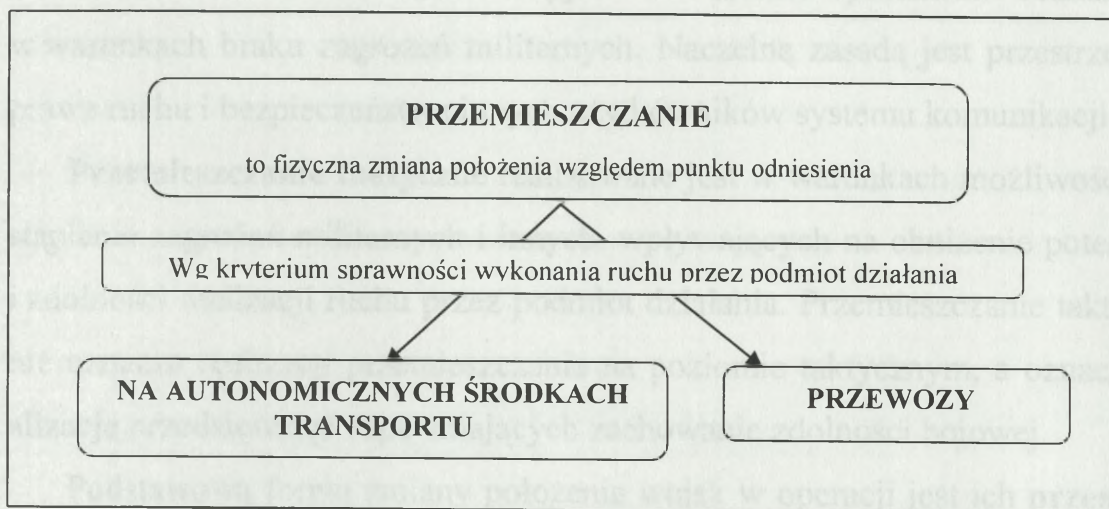 PRZEMIESZCZANIE
to fizyczna zmiana położenia względem punktu odniesienia
Wg kryterium sprawności wykonania ruchu przez podmiot działania
NA AUTONOMICZNYCH ŚRODKACH
TRANSPORTU
PRZEWOZY